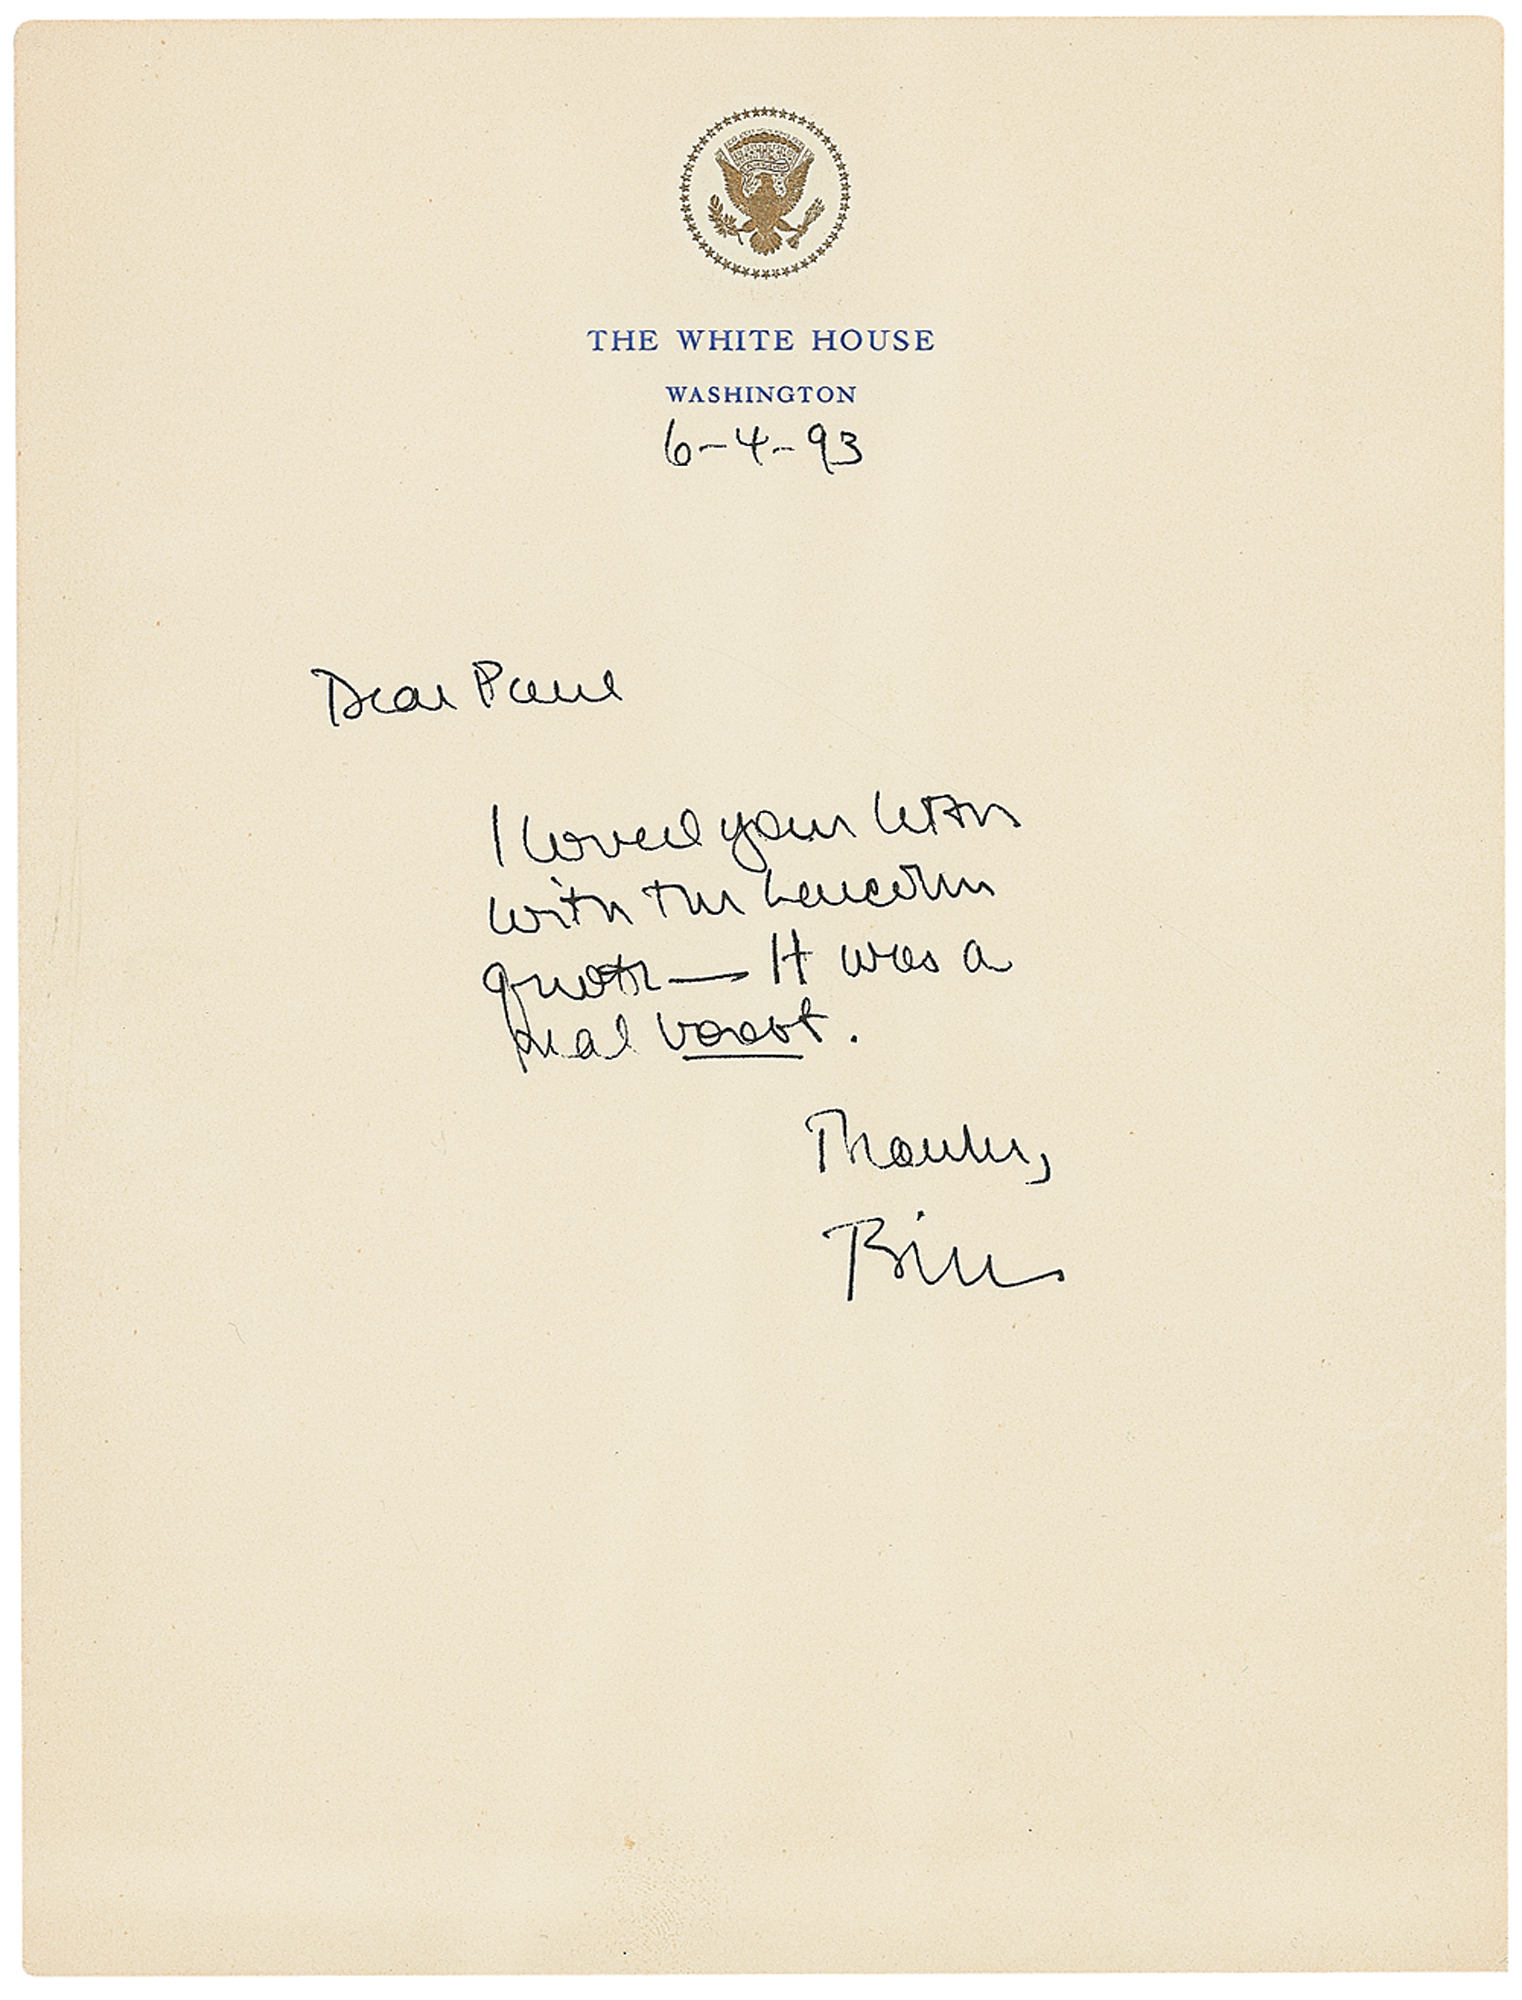 THE WHITE HOUSE
WASHINGTON
6-4-93
Dear Paul
I loved your letter
with the Lincoln
quote — It was a
real boost.
Thanks,
Bill